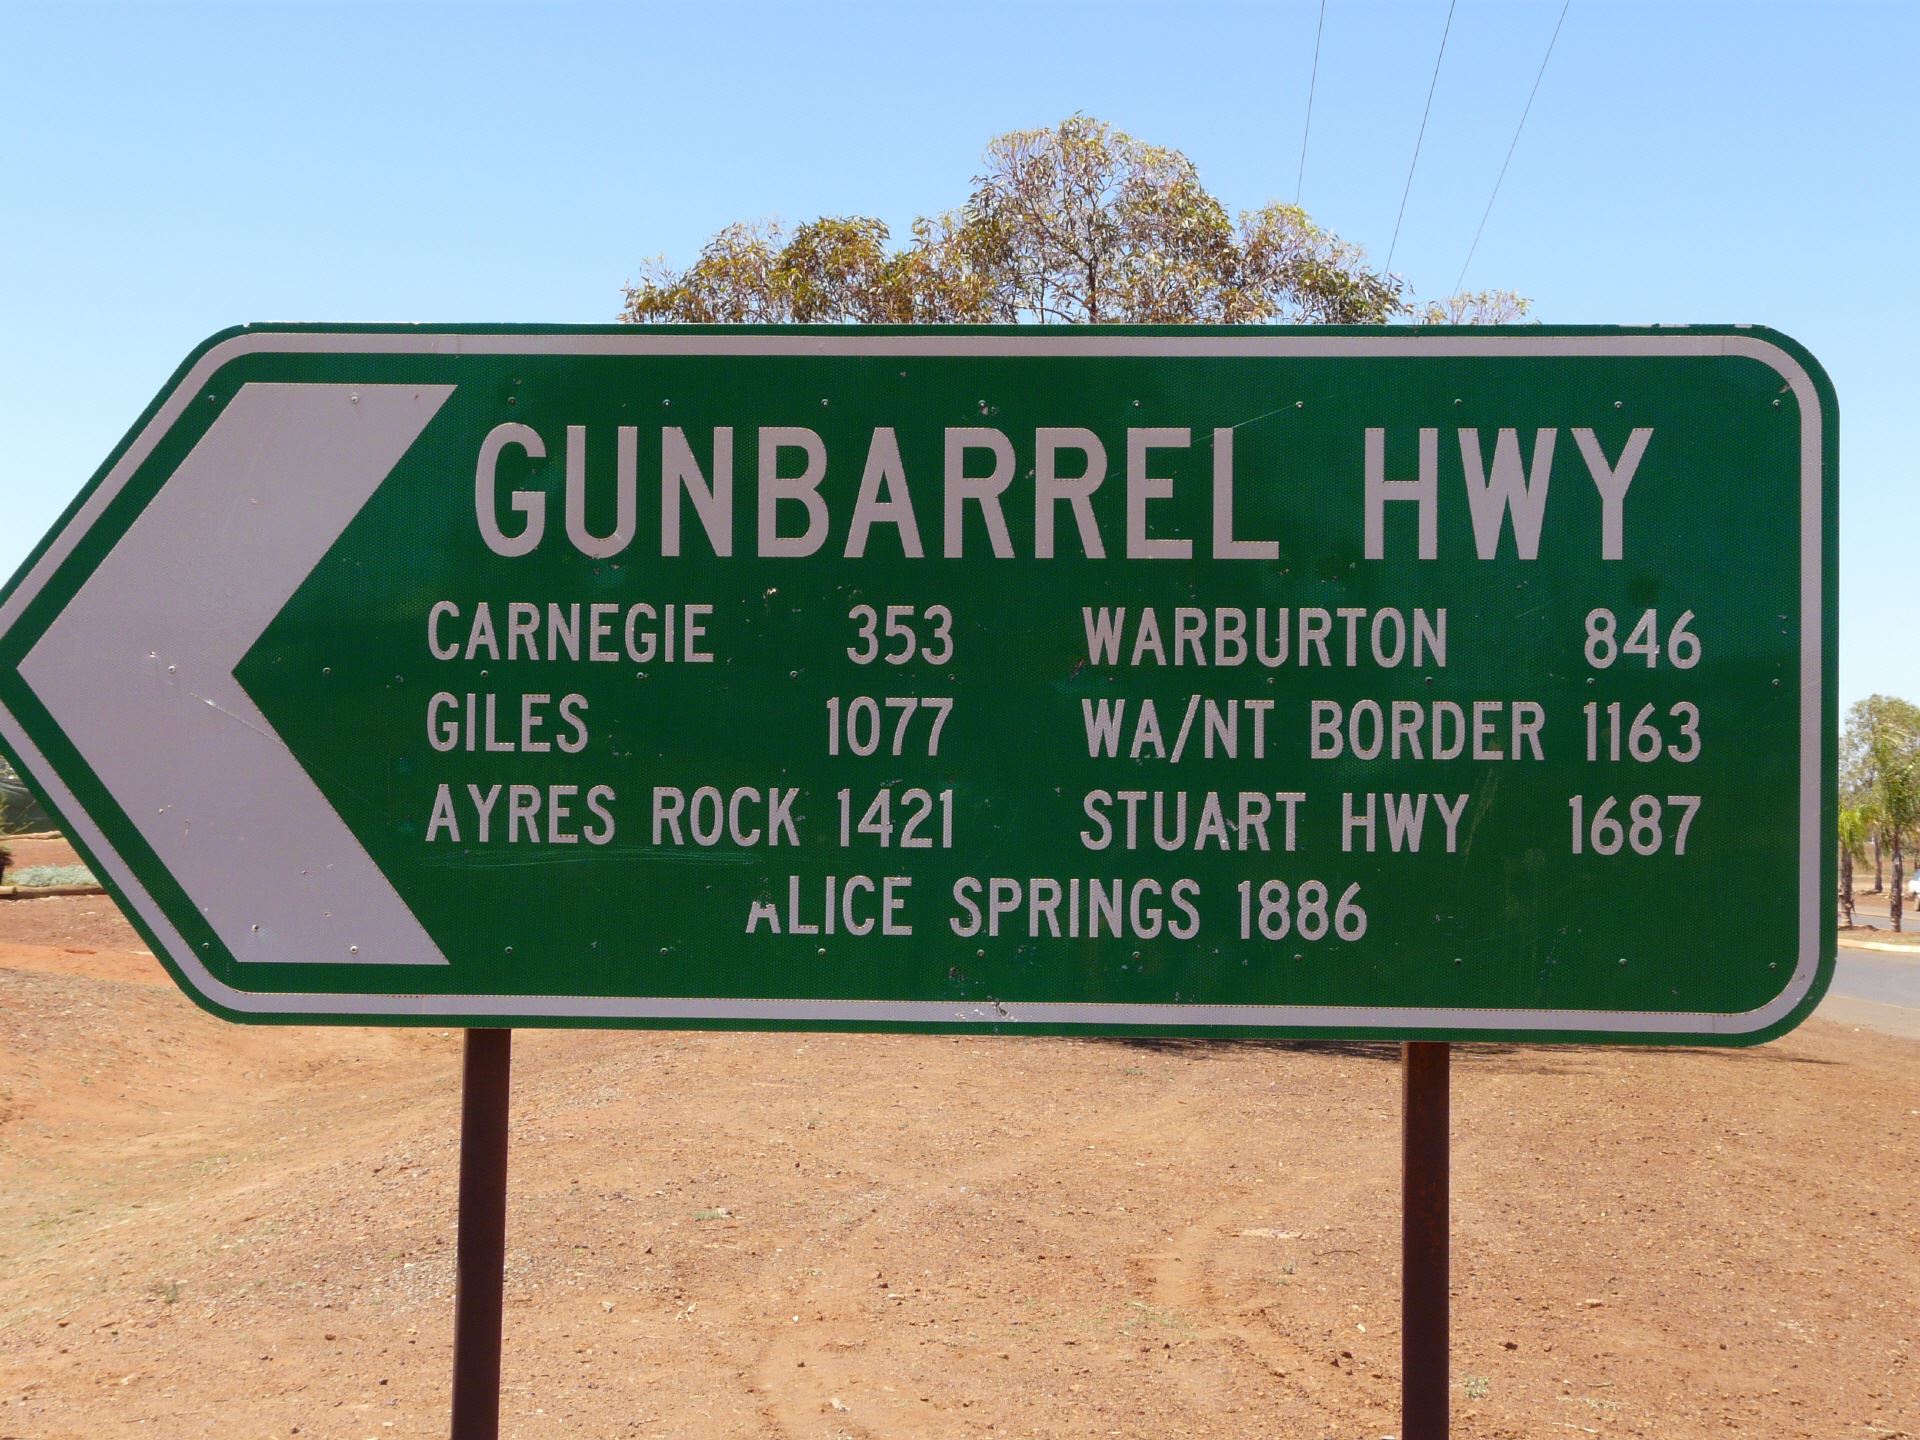 GUNBARREL HWY
CARNEGIE 353 WARBURTON 846
GILES 1077 WA/NT BORDER 1163
AYRES ROCK 1421 STUART HWY 1687
ALICE SPRINGS 1886